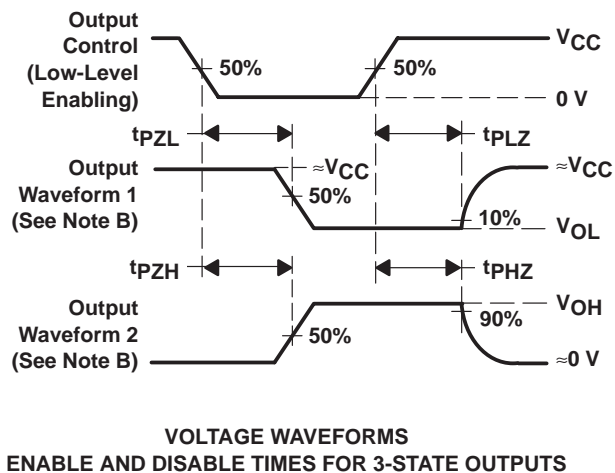 Output
Control
(Low-Level
Enabling)
50%
50%
VCC
0 V
tPZL
tPLZ
Output
Waveform 1
(See Note B)
≈VCC
50%
≈VCC
10%
VOL
tPZH
tPHZ
Output
Waveform 2
(See Note B)
50%
VOH
90%
≈0 V
VOLTAGE WAVEFORMS
ENABLE AND DISABLE TIMES FOR 3-STATE OUTPUTS